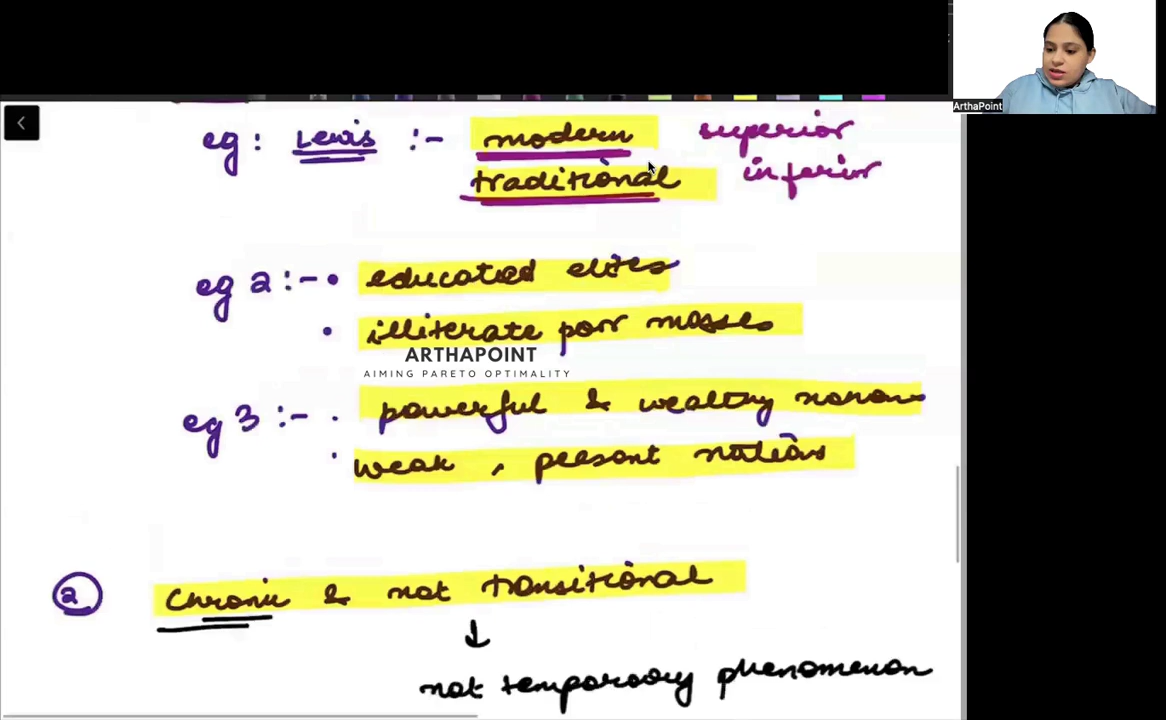 ArthaPoint
eg : Lewis :- modern superior
traditional inferior
eg 2 :- • educated elites
• illiterate poor masses
ARTHAPOINT
AIMING PARETO OPTIMALITY
eg 3 :- • powerful & wealthy
• weak , peasant nations
2 Chronic & not transitional
↓
not temporary phenomenon